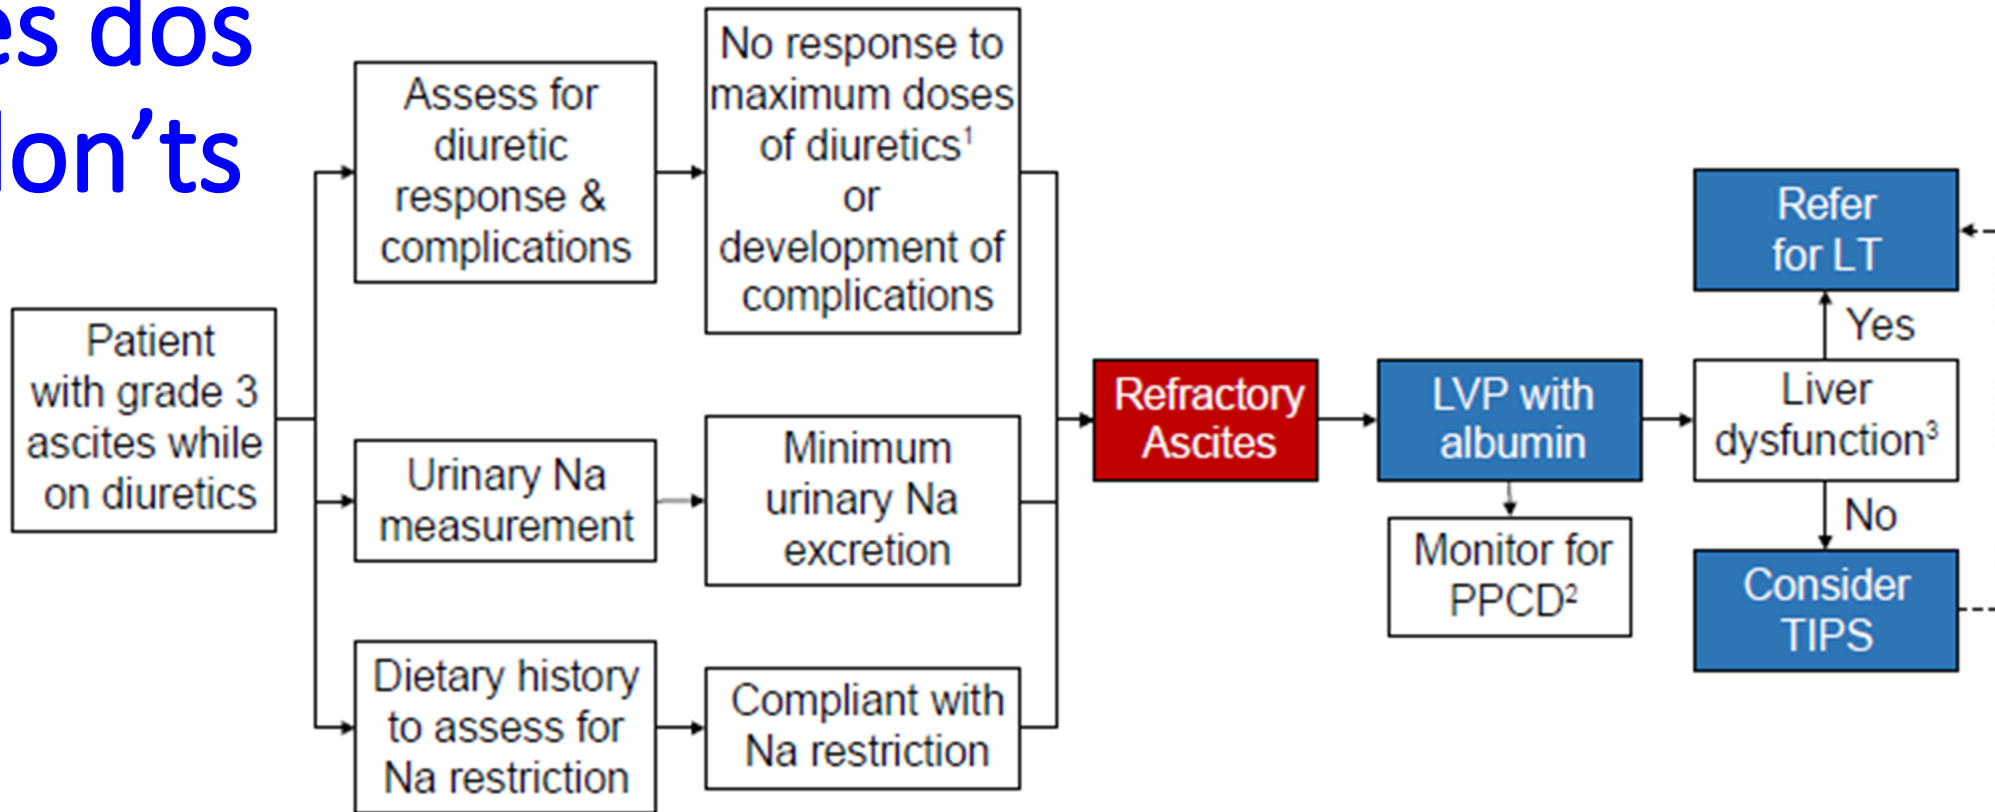 es dos
don'ts
Patient
with grade 3
ascites while
on diuretics
Assess for
diuretic
response &
complications
No response to
maximum doses
of diuretics¹
or
development of
complications
Urinary Na
measurement
Minimum
urinary Na
excretion
Dietary history
to assess for
Na restriction
Compliant with
Na restriction
Refractory
Ascites
LVP with
albumin
Monitor for
PPCD²
Refer
for LT
Yes
Liver
dysfunction³
No
Consider
TIPS